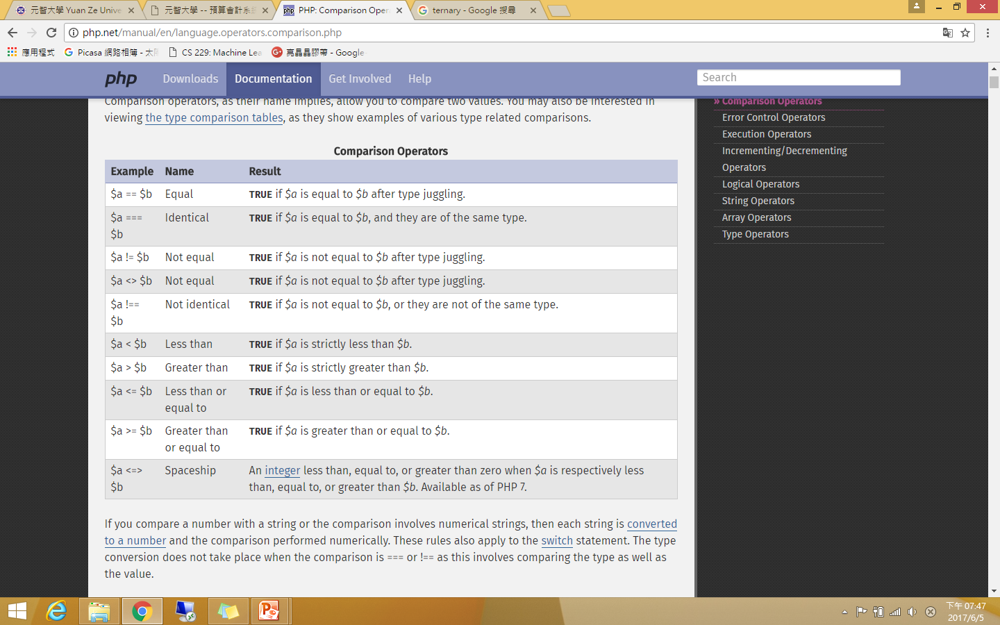 元智大學 Yuan Ze Unive
元智大學 -- 預算會計系統
PHP: Comparison Oper
ternary - Google 搜尋
php.net/manual/en/language.operators.comparison.php
應用程式
Picasa 網路相簿 - 太陽
CS 229: Machine Lea
亮晶晶膠帶 - Google
php
Downloads
Documentation
Get Involved
Help
Search
Comparison operators, as their name implies, allow you to compare two values. You may also be interested in
viewing the type comparison tables, as they show examples of various type related comparisons.
Comparison Operators
Example Name Result
$a == $b Equal TRUE if $a is equal to $b after type juggling.
$a === Identical TRUE if $a is equal to $b, and they are of the same type.
$b
$a != $b Not equal TRUE if $a is not equal to $b after type juggling.
$a <> $b Not equal TRUE if $a is not equal to $b after type juggling.
$a !== Not identical TRUE if $a is not equal to $b, or they are not of the same type.
$b
$a < $b Less than TRUE if $a is strictly less than $b.
$a > $b Greater than TRUE if $a is strictly greater than $b.
$a <= $b Less than or TRUE if $a is less than or equal to $b.
equal to
$a >= $b Greater than TRUE if $a is greater than or equal to $b.
or equal to
$a <=> Spaceship An integer less than, equal to, or greater than zero when $a is respectively less
$b than, equal to, or greater than $b. Available as of PHP 7.
If you compare a number with a string or the comparison involves numerical strings, then each string is converted
to a number and the comparison performed numerically. These rules also apply to the switch statement. The type
conversion does not take place when the comparison is === or !== as this involves comparing the type as well as
the value.
» Comparison Operators
Error Control Operators
Execution Operators
Incrementing/Decrementing
Operators
Logical Operators
String Operators
Array Operators
Type Operators
下午 07:47
2017/6/5